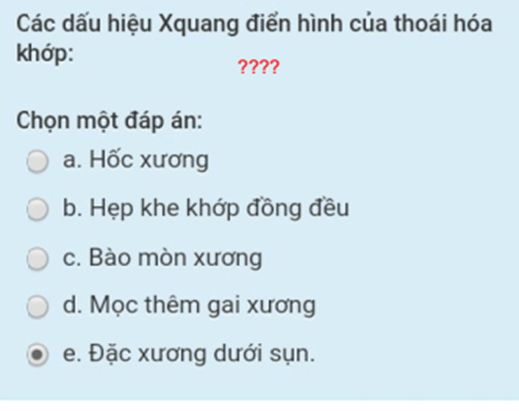 Các dấu hiệu Xquang điển hình của thoái hóa
khớp:
????
Chọn một đáp án:
a. Hốc xương
b. Hẹp khe khớp đồng đều
c. Bào mòn xương
d. Mọc thêm gai xương
e. Đặc xương dưới sụn.